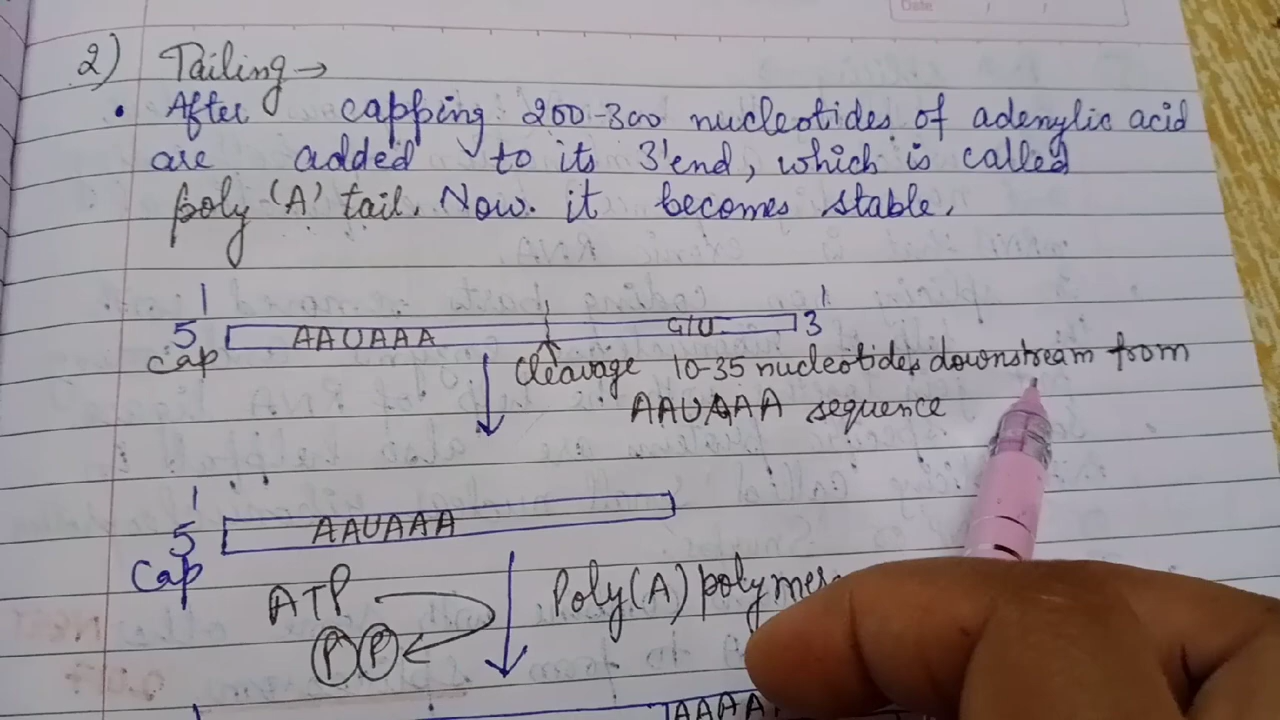 Date / /
2) Tailing →
• After capping 200-300 nucleotides of adenylic acid
are added to its 3'end, which is called
poly 'A' tail. Now. it becomes stable.
5' AAUAAA G/U 3'
Cap
Cleavage 10-35 nucleotides downstream from
AAUAAA sequence
5' AAUAAA
Cap
ATP Poly(A) polymer
P P
AAAA